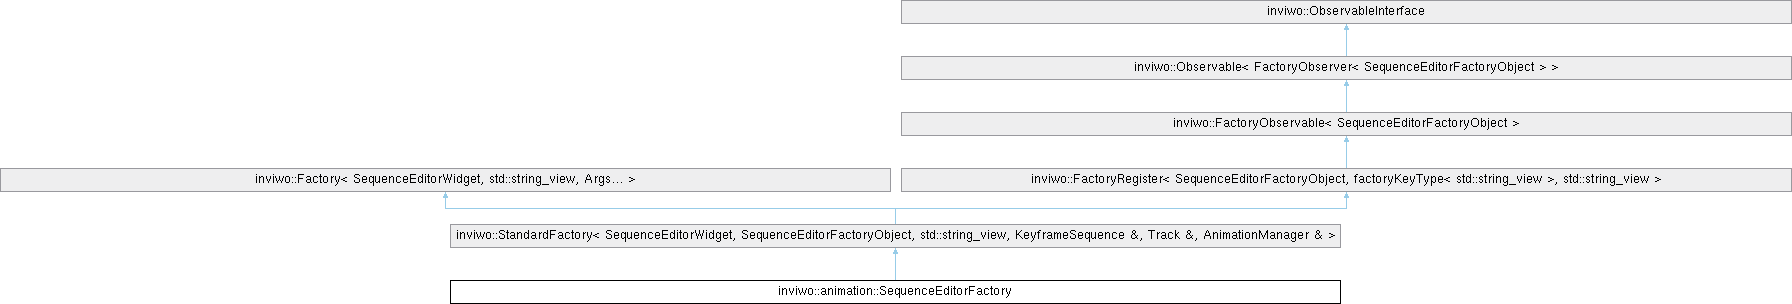 inviwo::ObservableInterface
inviwo::Observable< FactoryObserver< SequenceEditorFactoryObject > >
inviwo::FactoryObservable< SequenceEditorFactoryObject >
inviwo::Factory< SequenceEditorWidget, std::string_view, Args... >
inviwo::FactoryRegister< SequenceEditorFactoryObject, factoryKeyType< std::string_view >, std::string_view >
inviwo::StandardFactory< SequenceEditorWidget, SequenceEditorFactoryObject, std::string_view, KeyframeSequence &, Track &, AnimationManager & >
inviwo::animation::SequenceEditorFactory